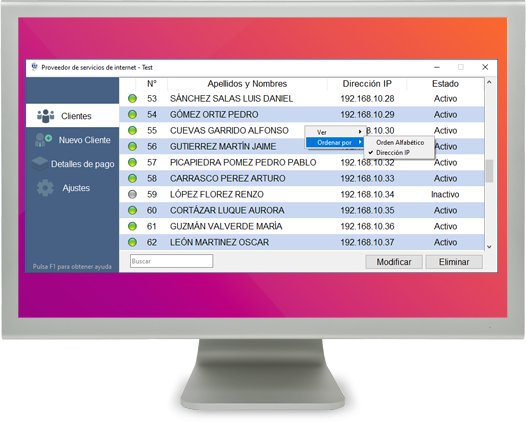 Proveedor de servicios de internet - Test
Clientes
Nuevo Cliente
Detalles de pago
Ajustes
Pulsa F1 para obtener ayuda
N° Apellidos y Nombres Dirección IP Estado
53 SÁNCHEZ SALAS LUIS DANIEL 192.168.10.28 Activo
54 GÓMEZ ORTIZ PEDRO 192.168.10.29 Activo
55 CUEVAS GARRIDO ALFONSO 8.10.30 Activo
56 GUTIERREZ MARTÍN JAIME Activo
57 PICAPIEDRA POMEZ PEDRO PABLO 192.168.10.32 Activo
58 CARRASCO PEREZ ARTURO 192.168.10.33 Activo
59 LÓPEZ FLOREZ RENZO 192.168.10.34 Inactivo
60 CORTÁZAR LUQUE AURORA 192.168.10.35 Activo
61 GUZMÁN VALVERDE MARÍA 192.168.10.36 Activo
62 LEÓN MARTINEZ OSCAR 192.168.10.37 Activo
Ver
Ordenar por
Orden Alfabético
Dirección IP
Buscar
Modificar
Eliminar